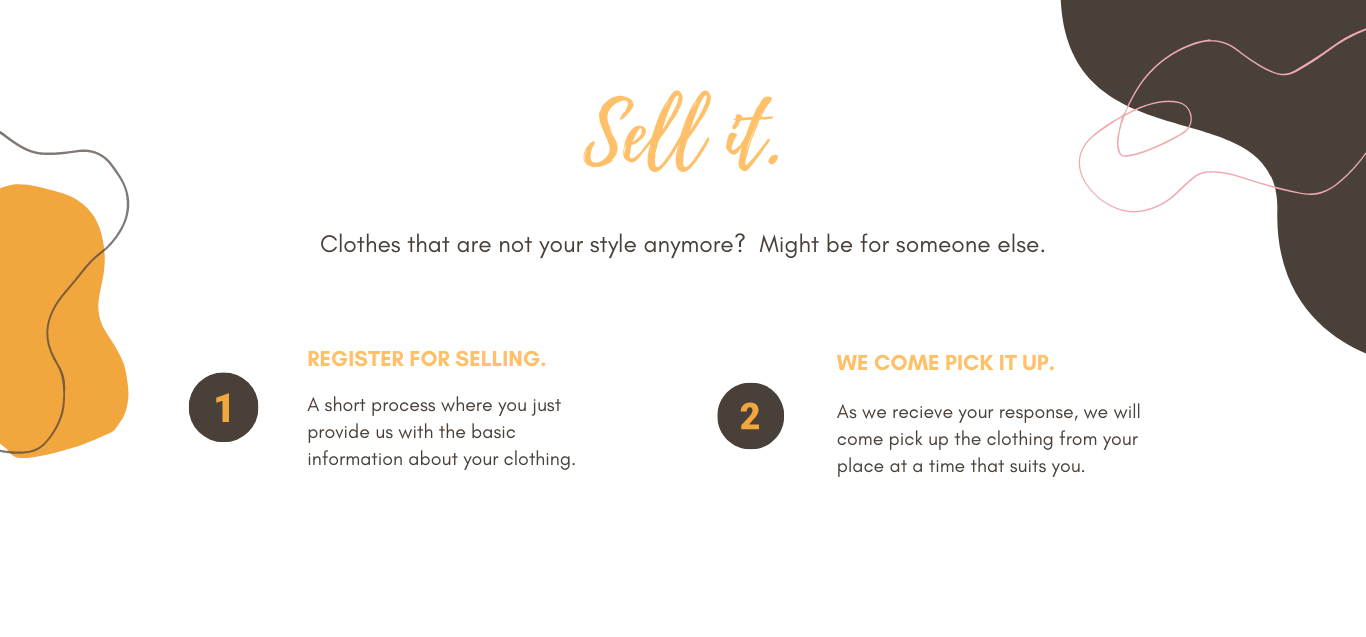 Sell it.
Clothes that are not your style anymore?  Might be for someone else.
1
REGISTER FOR SELLING.
A short process where you just
provide us with the basic
information about your clothing.
2
WE COME PICK IT UP.
As we recieve your response, we will
come pick up the clothing from your
place at a time that suits you.